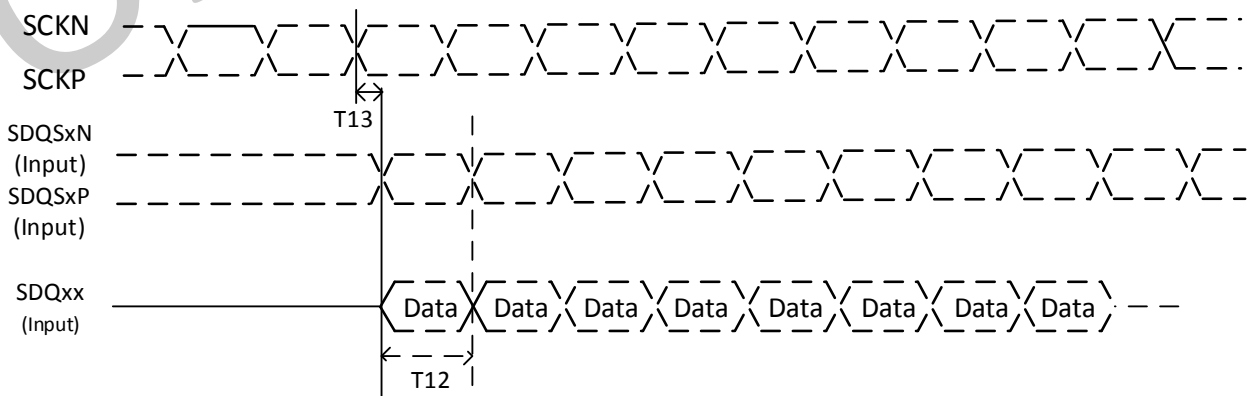 SCKN
SCKP
T13
SDQSxN
(Input)
SDQSxP
(Input)
SDQxx
(Input)
Data Data Data Data Data Data Data Data
T12